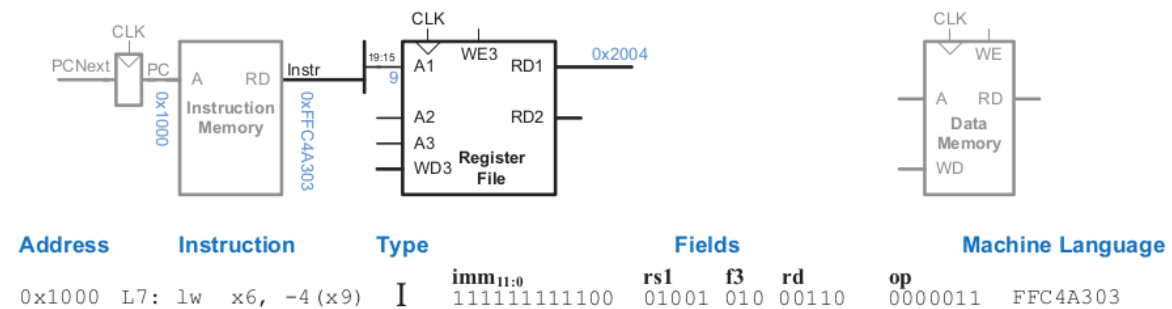 CLK
CLK
CLK
PCNext
PC
A
RD
Instr
19:15
9
A1
WE3
RD1
0x2004
WE
0x1000
Instruction
Memory
0xFFC4A303
A2
RD2
A3
WD3
Register
File
A
RD
Data
Memory
WD
Address Instruction Type Fields Machine Language
imm11:0 rs1 f3 rd op
0x1000 L7: lw x6, -4(x9) I 111111111100 01001 010 00110 0000011 FFC4A303